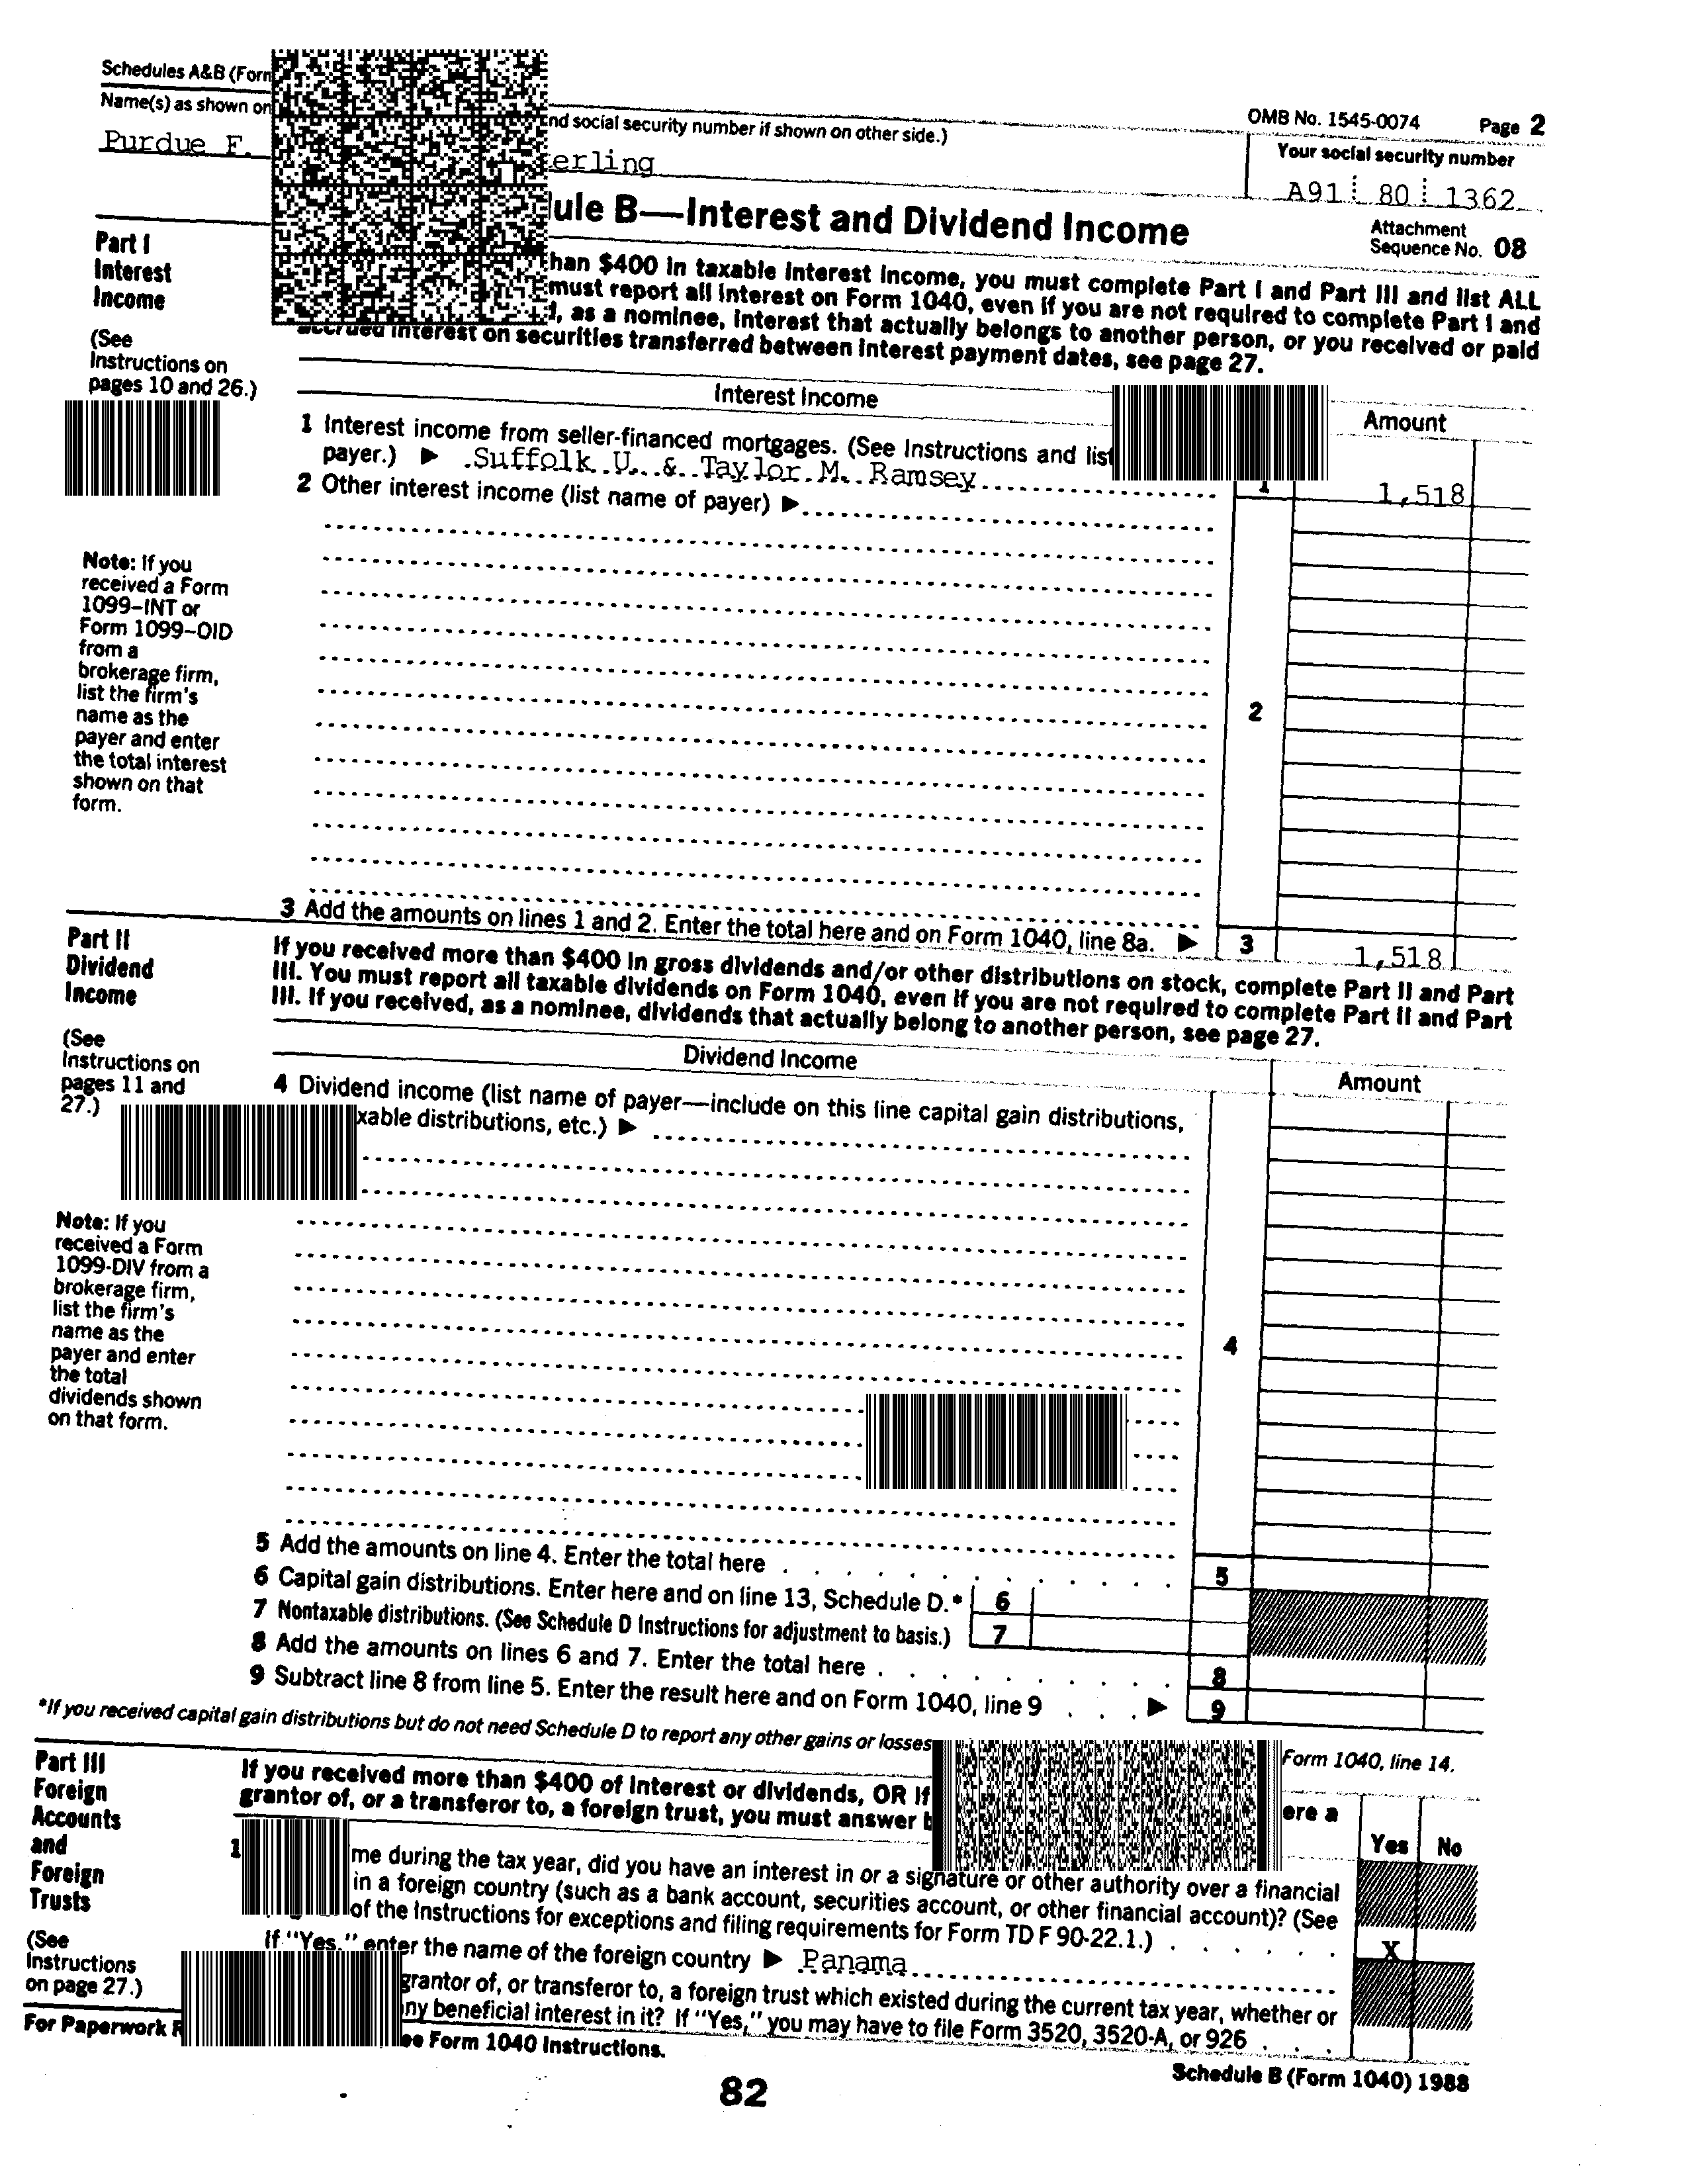 Schedules A&B (Form
OMB No. 1545-0074 Page 2
Name(s) as shown on nd social security number if shown on other side.)
Your social security number
Purdue F. erling
A91 80 1362
ule B—Interest and Dividend Income
Attachment
Sequence No. 08
Part I
Interest
Income
(See
Instructions on
pages 10 and 26.)
han $400 in taxable interest income, you must complete Part I and Part III and list ALL
must report all interest on Form 1040, even if you are not required to complete Part I and
, as a nominee, interest that actually belongs to another person, or you received or paid
accrued interest on securities transferred between interest payment dates, see page 27.
Interest Income
Amount
1 Interest income from seller-financed mortgages. (See Instructions and list
payer.) ▶ Suffolk U. & Taylor M. Ramsey
1 1,518
2 Other interest income (list name of payer) ▶
Note: If you
received a Form
1099–INT or
Form 1099–OID
from a
brokerage firm,
list the firm's
name as the
payer and enter
the total interest
shown on that
form.
2
3 Add the amounts on lines 1 and 2. Enter the total here and on Form 1040, line 8a. ▶ 3 1,518
Part II
Dividend
Income
(See
Instructions on
pages 11 and
27.)
If you received more than $400 in gross dividends and/or other distributions on stock, complete Part II and Part
III. You must report all taxable dividends on Form 1040, even if you are not required to complete Part II and Part
III. If you received, as a nominee, dividends that actually belong to another person, see page 27.
Dividend Income
Amount
4 Dividend income (list name of payer—include on this line capital gain distributions,
xable distributions, etc.) ▶
Note: If you
received a Form
1099-DIV from a
brokerage firm,
list the firm's
name as the
payer and enter
the total
dividends shown
on that form.
4
5 Add the amounts on line 4. Enter the total here . . . . . . . . . . . 5
6 Capital gain distributions. Enter here and on line 13, Schedule D.* 6
7 Nontaxable distributions. (See Schedule D Instructions for adjustment to basis.) 7
8 Add the amounts on lines 6 and 7. Enter the total here . . . . . . . . 8
9 Subtract line 8 from line 5. Enter the result here and on Form 1040, line 9 . . . ▶ 9
*If you received capital gain distributions but do not need Schedule D to report any other gains or losses Form 1040, line 14.
Part III
Foreign
Accounts
and
Foreign
Trusts
(See
Instructions
on page 27.)
If you received more than $400 of interest or dividends, OR if ere a
grantor of, or a transferor to, a foreign trust, you must answer b
Yes No
1 me during the tax year, did you have an interest in or a signature or other authority over a financial
in a foreign country (such as a bank account, securities account, or other financial account)? (See
of the Instructions for exceptions and filing requirements for Form TD F 90-22.1.) . . . . . . X
If "Yes," enter the name of the foreign country ▶ Panama
grantor of, or transferor to, a foreign trust which existed during the current tax year, whether or
ny beneficial interest in it? If "Yes," you may have to file Form 3520, 3520-A, or 926 . . .
For Paperwork ee Form 1040 Instructions.
Schedule B (Form 1040) 1988
82